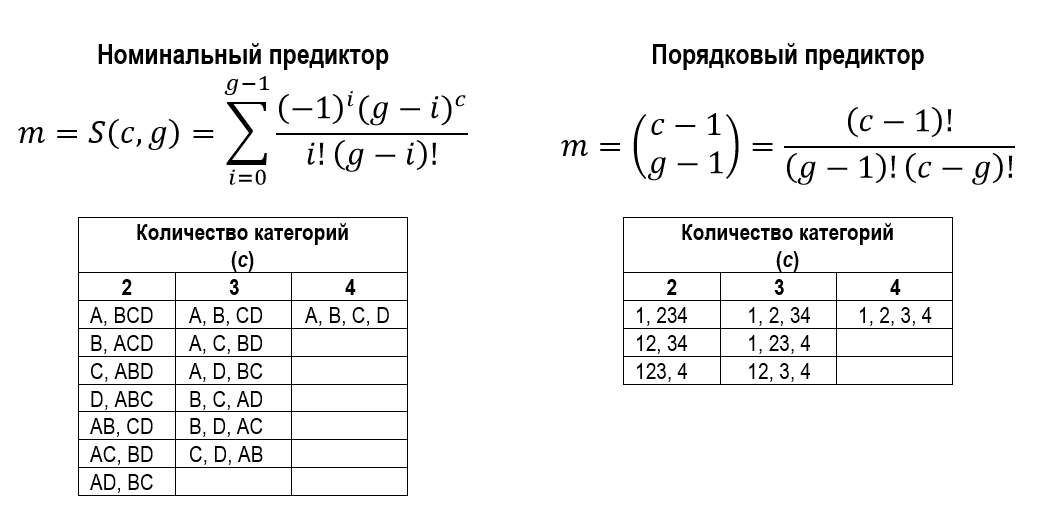 Номинальный предиктор
m = S(c, g) = \sum_{i=0}^{g−1} \frac{(−1)^i (g − i)^c}{i! (g − i)!}
Количество категорий
(c)
2 3 4
A, BCD A, B, CD A, B, C, D
B, ACD A, C, BD
C, ABD A, D, BC
D, ABC B, C, AD
AB, CD B, D, AC
AC, BD C, D, AB
AD, BC
Порядковый предиктор
m = \binom{c − 1}{g − 1} = \frac{(c − 1)!}{(g − 1)! (c − g)!}
Количество категорий
(c)
2 3 4
1, 234 1, 2, 34 1, 2, 3, 4
12, 34 1, 23, 4
123, 4 12, 3, 4